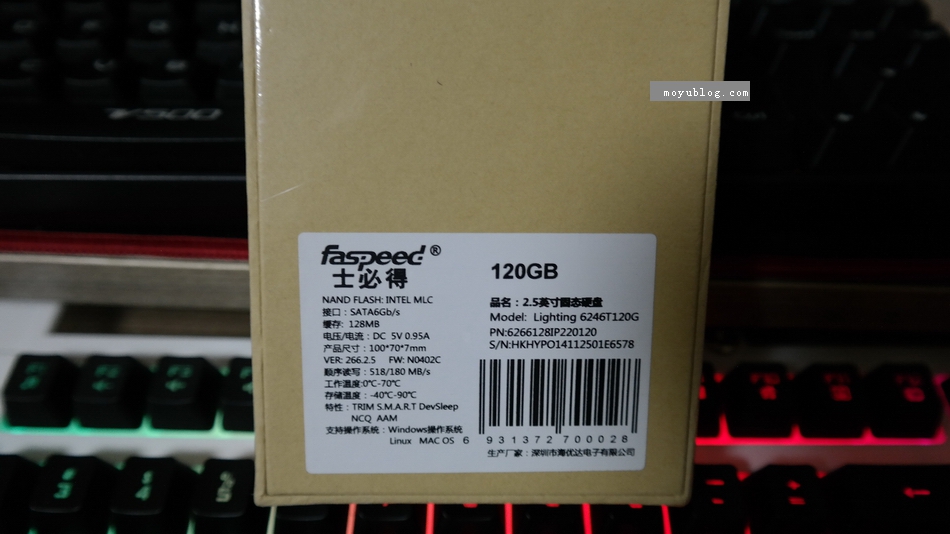 moyublog.com
faspeed®
士必得
NAND FLASH: INTEL MLC
接口：SATA6Gb/s
缓存: 128MB
电压/电流：DC 5V 0.95A
产品尺寸：100*70*7mm
VER: 266.2.5 FW: N0402C
顺序读写：518/180 MB/s
工作温度:0℃-70℃
存储温度：-40℃-90℃
特性：TRIM S.M.A.R.T DevSleep
NCQ AAM
支持操作系统：Windows操作系统
Linux MAC OS
120GB
品名：2.5英寸固态硬盘
Model: Lighting 6246T120G
PN:6266128IP220120
S/N:HKHYPO14112501E6578
6 931372 700028
生产厂家：深圳市海优达电子有限公司